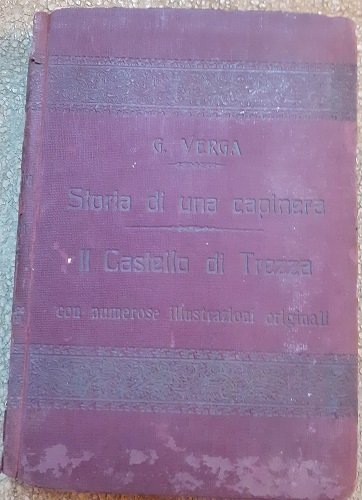 G. VERGA
Storia di una capinera
Il Castello di Trezza
con numerose illustrazioni originali